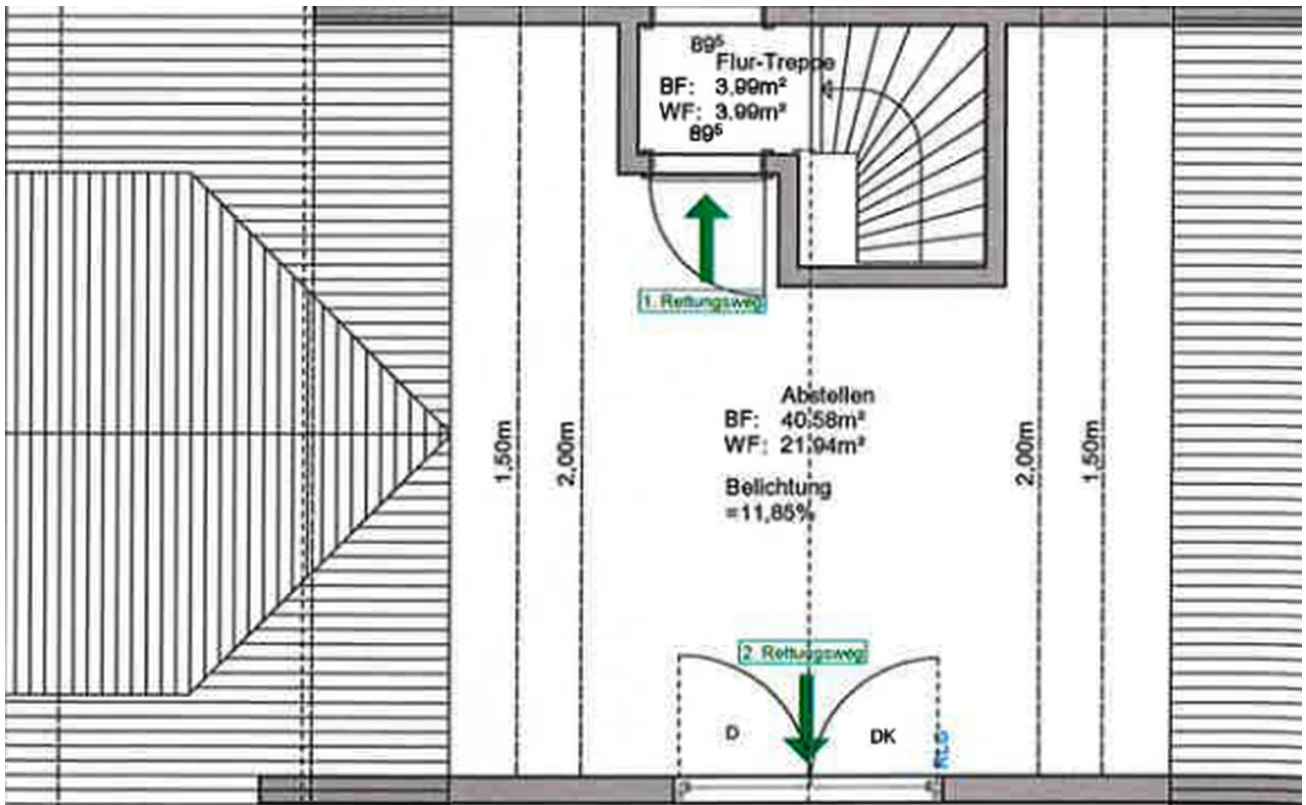 89⁵
Flur-Treppe
BF: 3,99m²
WF: 3,99m²
89⁵
1. Rettungsweg
Abstellen
BF: 40,58m²
WF: 21,94m²
Belichtung
=11,85%
1,50m
2,00m
2,00m
1,50m
2. Rettungsweg
D
DK